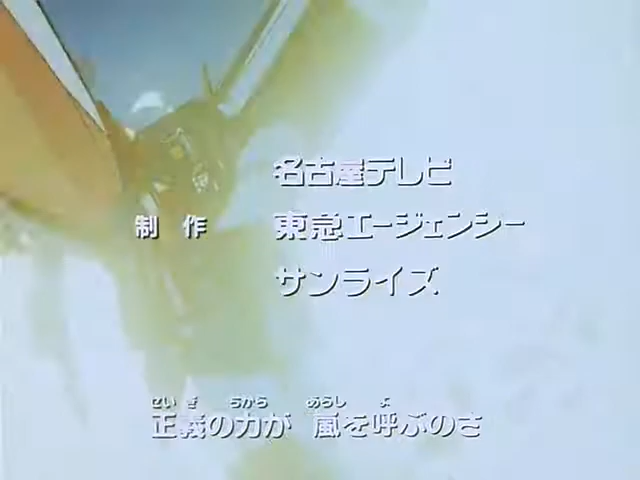 名古屋テレビ
制作 東急エージェンシー
サンライズ
せいぎ ちから あらし よ
正義の力が 嵐を呼ぶのさ